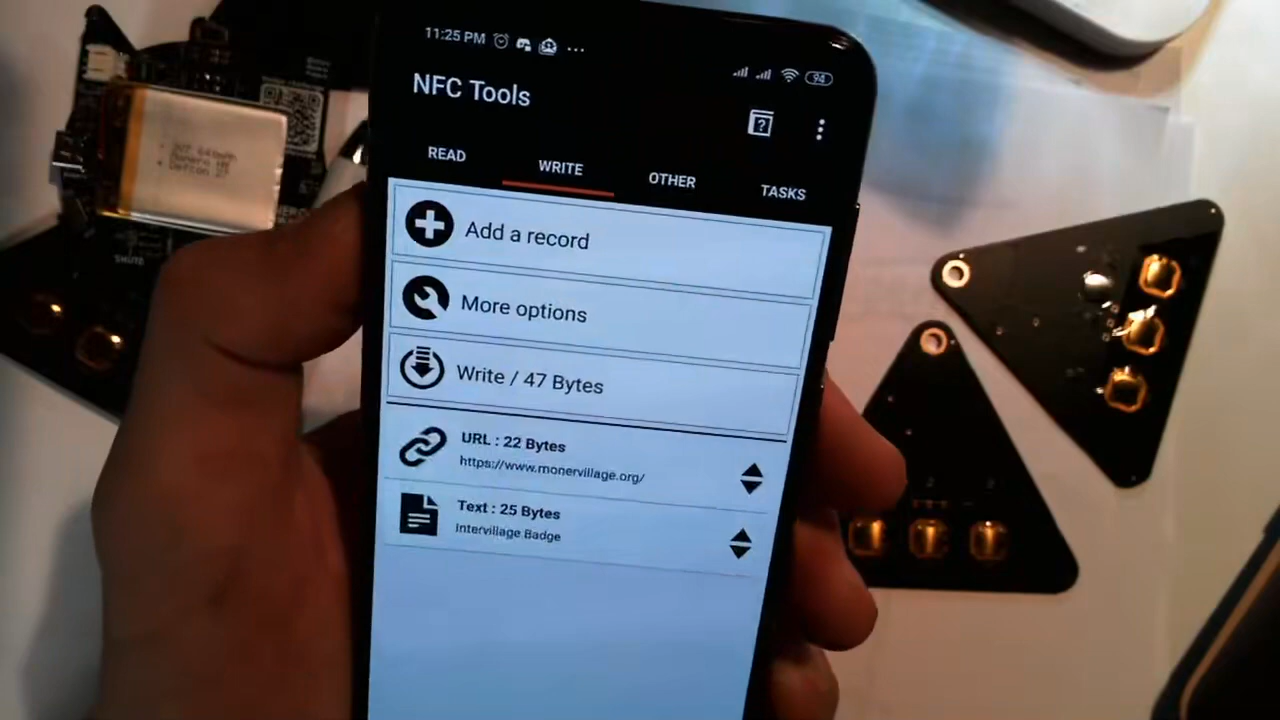 11:25 PM
94
NFC Tools
READ
WRITE
OTHER
TASKS
Add a record
More options
Write / 47 Bytes
URL : 22 Bytes
https://www.monervillage.org/
Text : 25 Bytes
Intervillage Badge